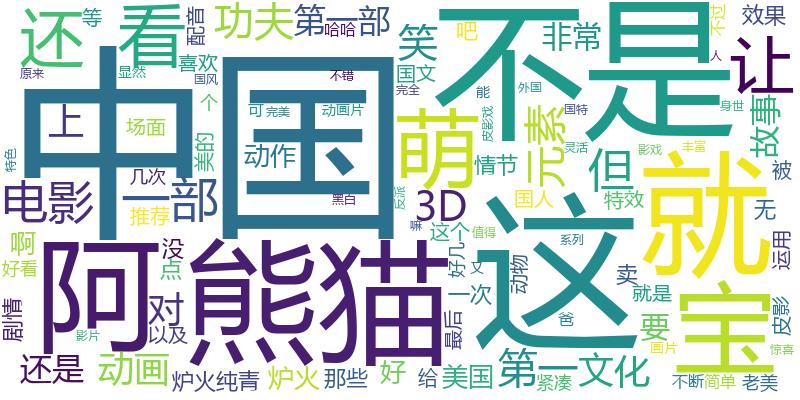 还
等
看
配音
功夫
第一部
哈哈
笑
吧
不是
非常
不过
人
效果
让
原来
显然
喜欢
国风
不错
国文
完全
能
外国
身世
中国
上
场面
个
美的
可
完美
动画片
萌
皮影戏
国特
元素
但
故事
特色
动作
情节
灵活
影戏
丰富
被
电影
几次
一部
推荐
黑白
反派
3D
国人
特效
就
无
啊
好看
没
点
阿
熊猫
嘛
这个
值得
好几
又
动物
这
系列
卖
就是
运用
剧情
影片
对
以及
一次
最后
爸
要
宝
皮影
还是
动画
炉火纯青
炉火
那些
好
给
美国
第一
紧凑
文化
画片
不断
简单
老美
惊喜